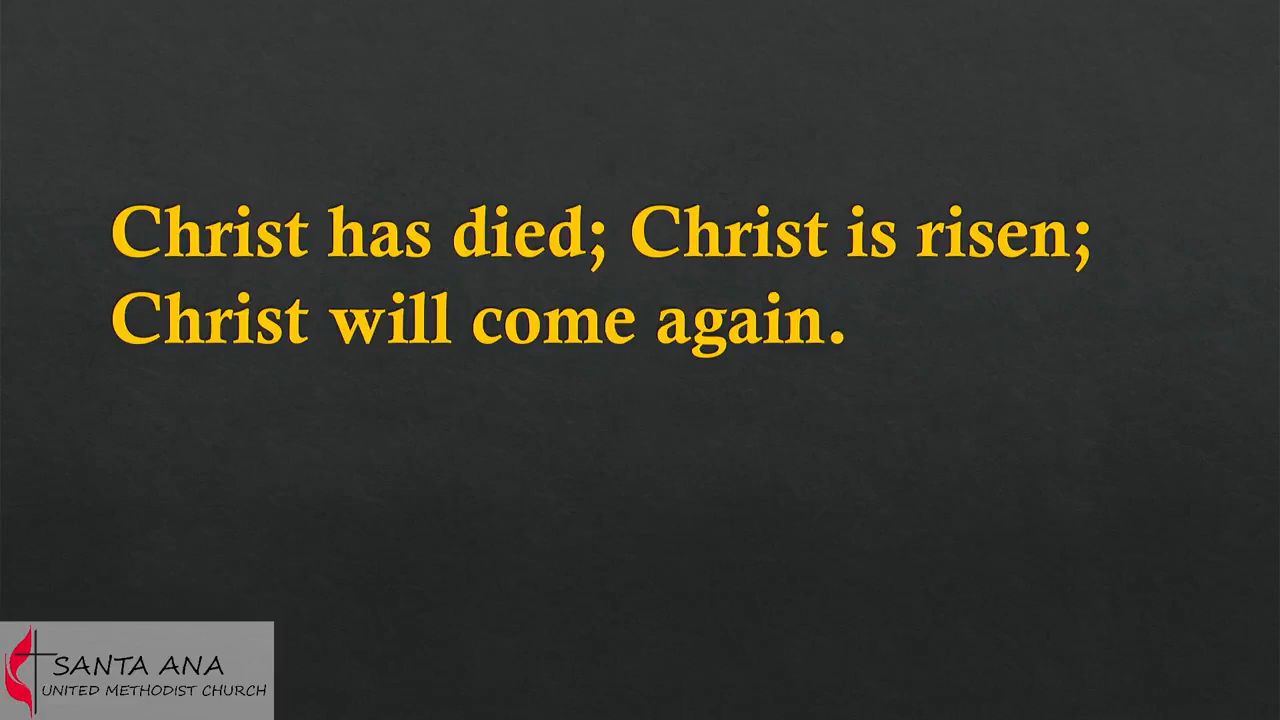 Christ has died; Christ is risen;
Christ will come again.
SANTA ANA
UNITED METHODIST CHURCH